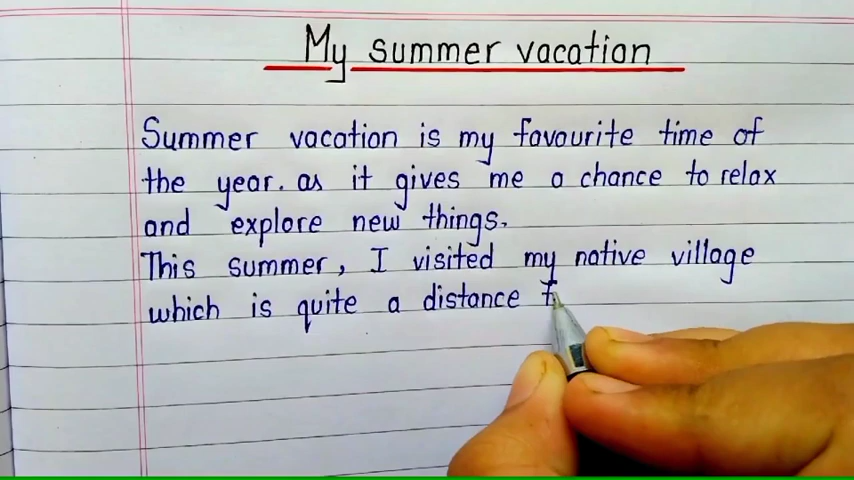 My summer vacation
Summer vacation is my favourite time of
the year. as it gives me a chance to relax
and explore new things.
This summer, I visited my native village
which is quite a distance f